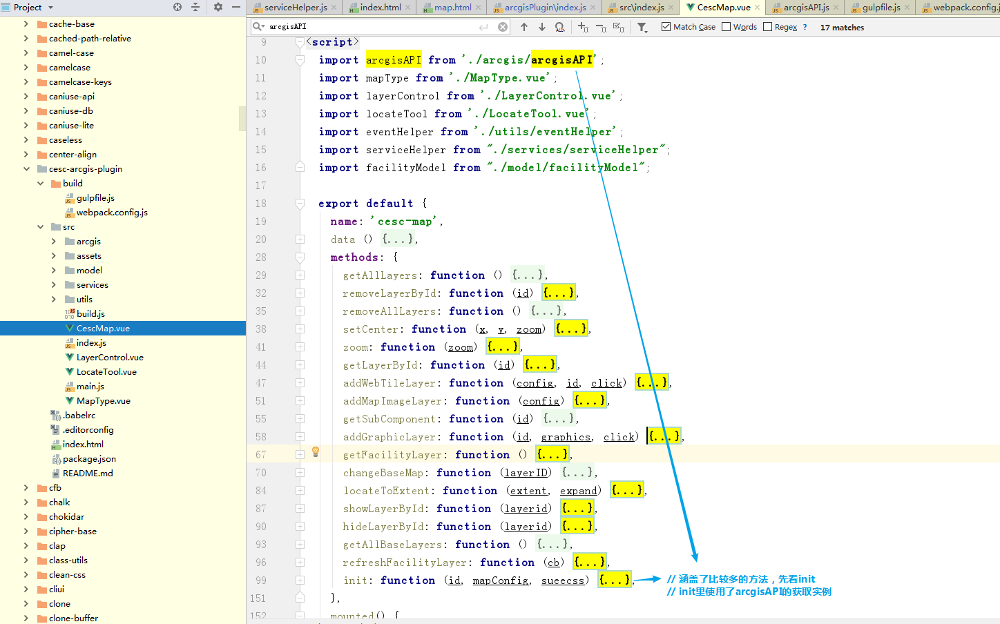 Project
serviceHelper.js
index.html
map.html
arcgisPlugin\index.js
src\index.js
CescMap.vue
arcgisAPI.js
gulpfile.js
webpack.config.j
arcgisAPI
Match Case
Words
Regex
?
17 matches
cache-base
cached-path-relative
camel-case
camelcase
camelcase-keys
caniuse-api
caniuse-db
caniuse-lite
caseless
center-align
cesc-arcgis-plugin
build
gulpfile.js
webpack.config.js
src
arcgis
assets
model
services
utils
build.js
CescMap.vue
index.js
LayerControl.vue
LocateTool.vue
main.js
MapType.vue
.babelrc
.editorconfig
index.html
package.json
README.md
cfb
chalk
chokidar
cipher-base
clap
class-utils
clean-css
cliui
clone
clone-buffer
9 <script>
10 import arcgisAPI from './arcgis/arcgisAPI';
11 import mapType from './MapType.vue';
12 import layerControl from './LayerControl.vue';
13 import locateTool from './LocateTool.vue';
14 import eventHelper from './utils/eventHelper';
15 import serviceHelper from "./services/serviceHelper";
16 import facilityModel from "./model/facilityModel";
17
18 export default {
19 name: 'cesc-map',
20 data () {...},
28 methods: {
29 getAllLayers: function () {...},
32 removeLayerById: function (id) {...},
35 removeAllLayers: function () {...},
38 setCenter: function (x, y, zoom) {...},
41 zoom: function (zoom) {...},
44 getLayerById: function (id) {...},
47 addWebTileLayer: function (config, id, click) {...},
51 addMapImageLayer: function (config) {...},
55 getSubComponent: function (id) {...},
58 addGraphicLayer: function (id, graphics, click) {...},
67 getFacilityLayer: function () {...},
70 changeBaseMap: function (layerID) {...},
84 locateToExtent: function (extent, expand) {...},
87 showLayerById: function (layerid) {...},
90 hideLayerById: function (layerid) {...},
93 getAllBaseLayers: function () {...},
96 refreshFacilityLayer: function (cb) {...},
99 init: function (id, mapConfig, sueecss) {...},
// 涵盖了比较多的方法，先看init
// init里使用了arcgisAPI的获取实例
151 },
152 mounted() {